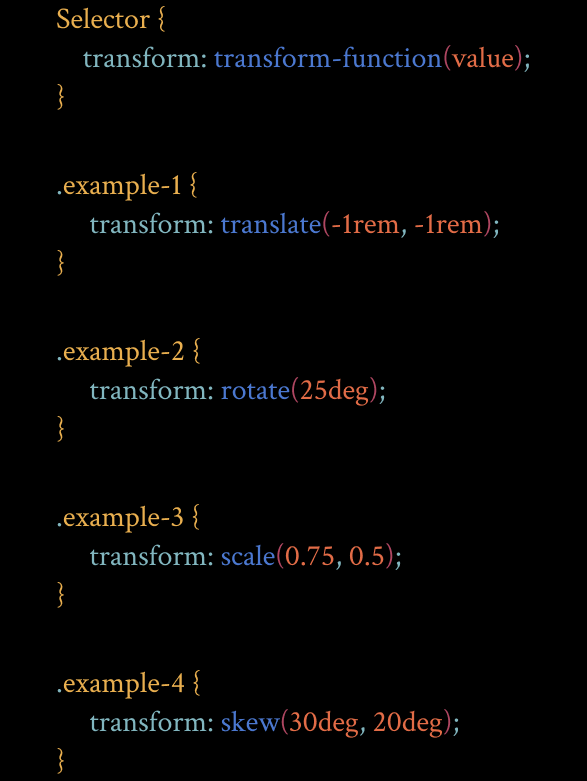 Selector {
transform: transform-function(value);
}
.example-1 {
transform: translate(-1rem, -1rem);
}
.example-2 {
transform: rotate(25deg);
}
.example-3 {
transform: scale(0.75, 0.5);
}
.example-4 {
transform: skew(30deg, 20deg);
}